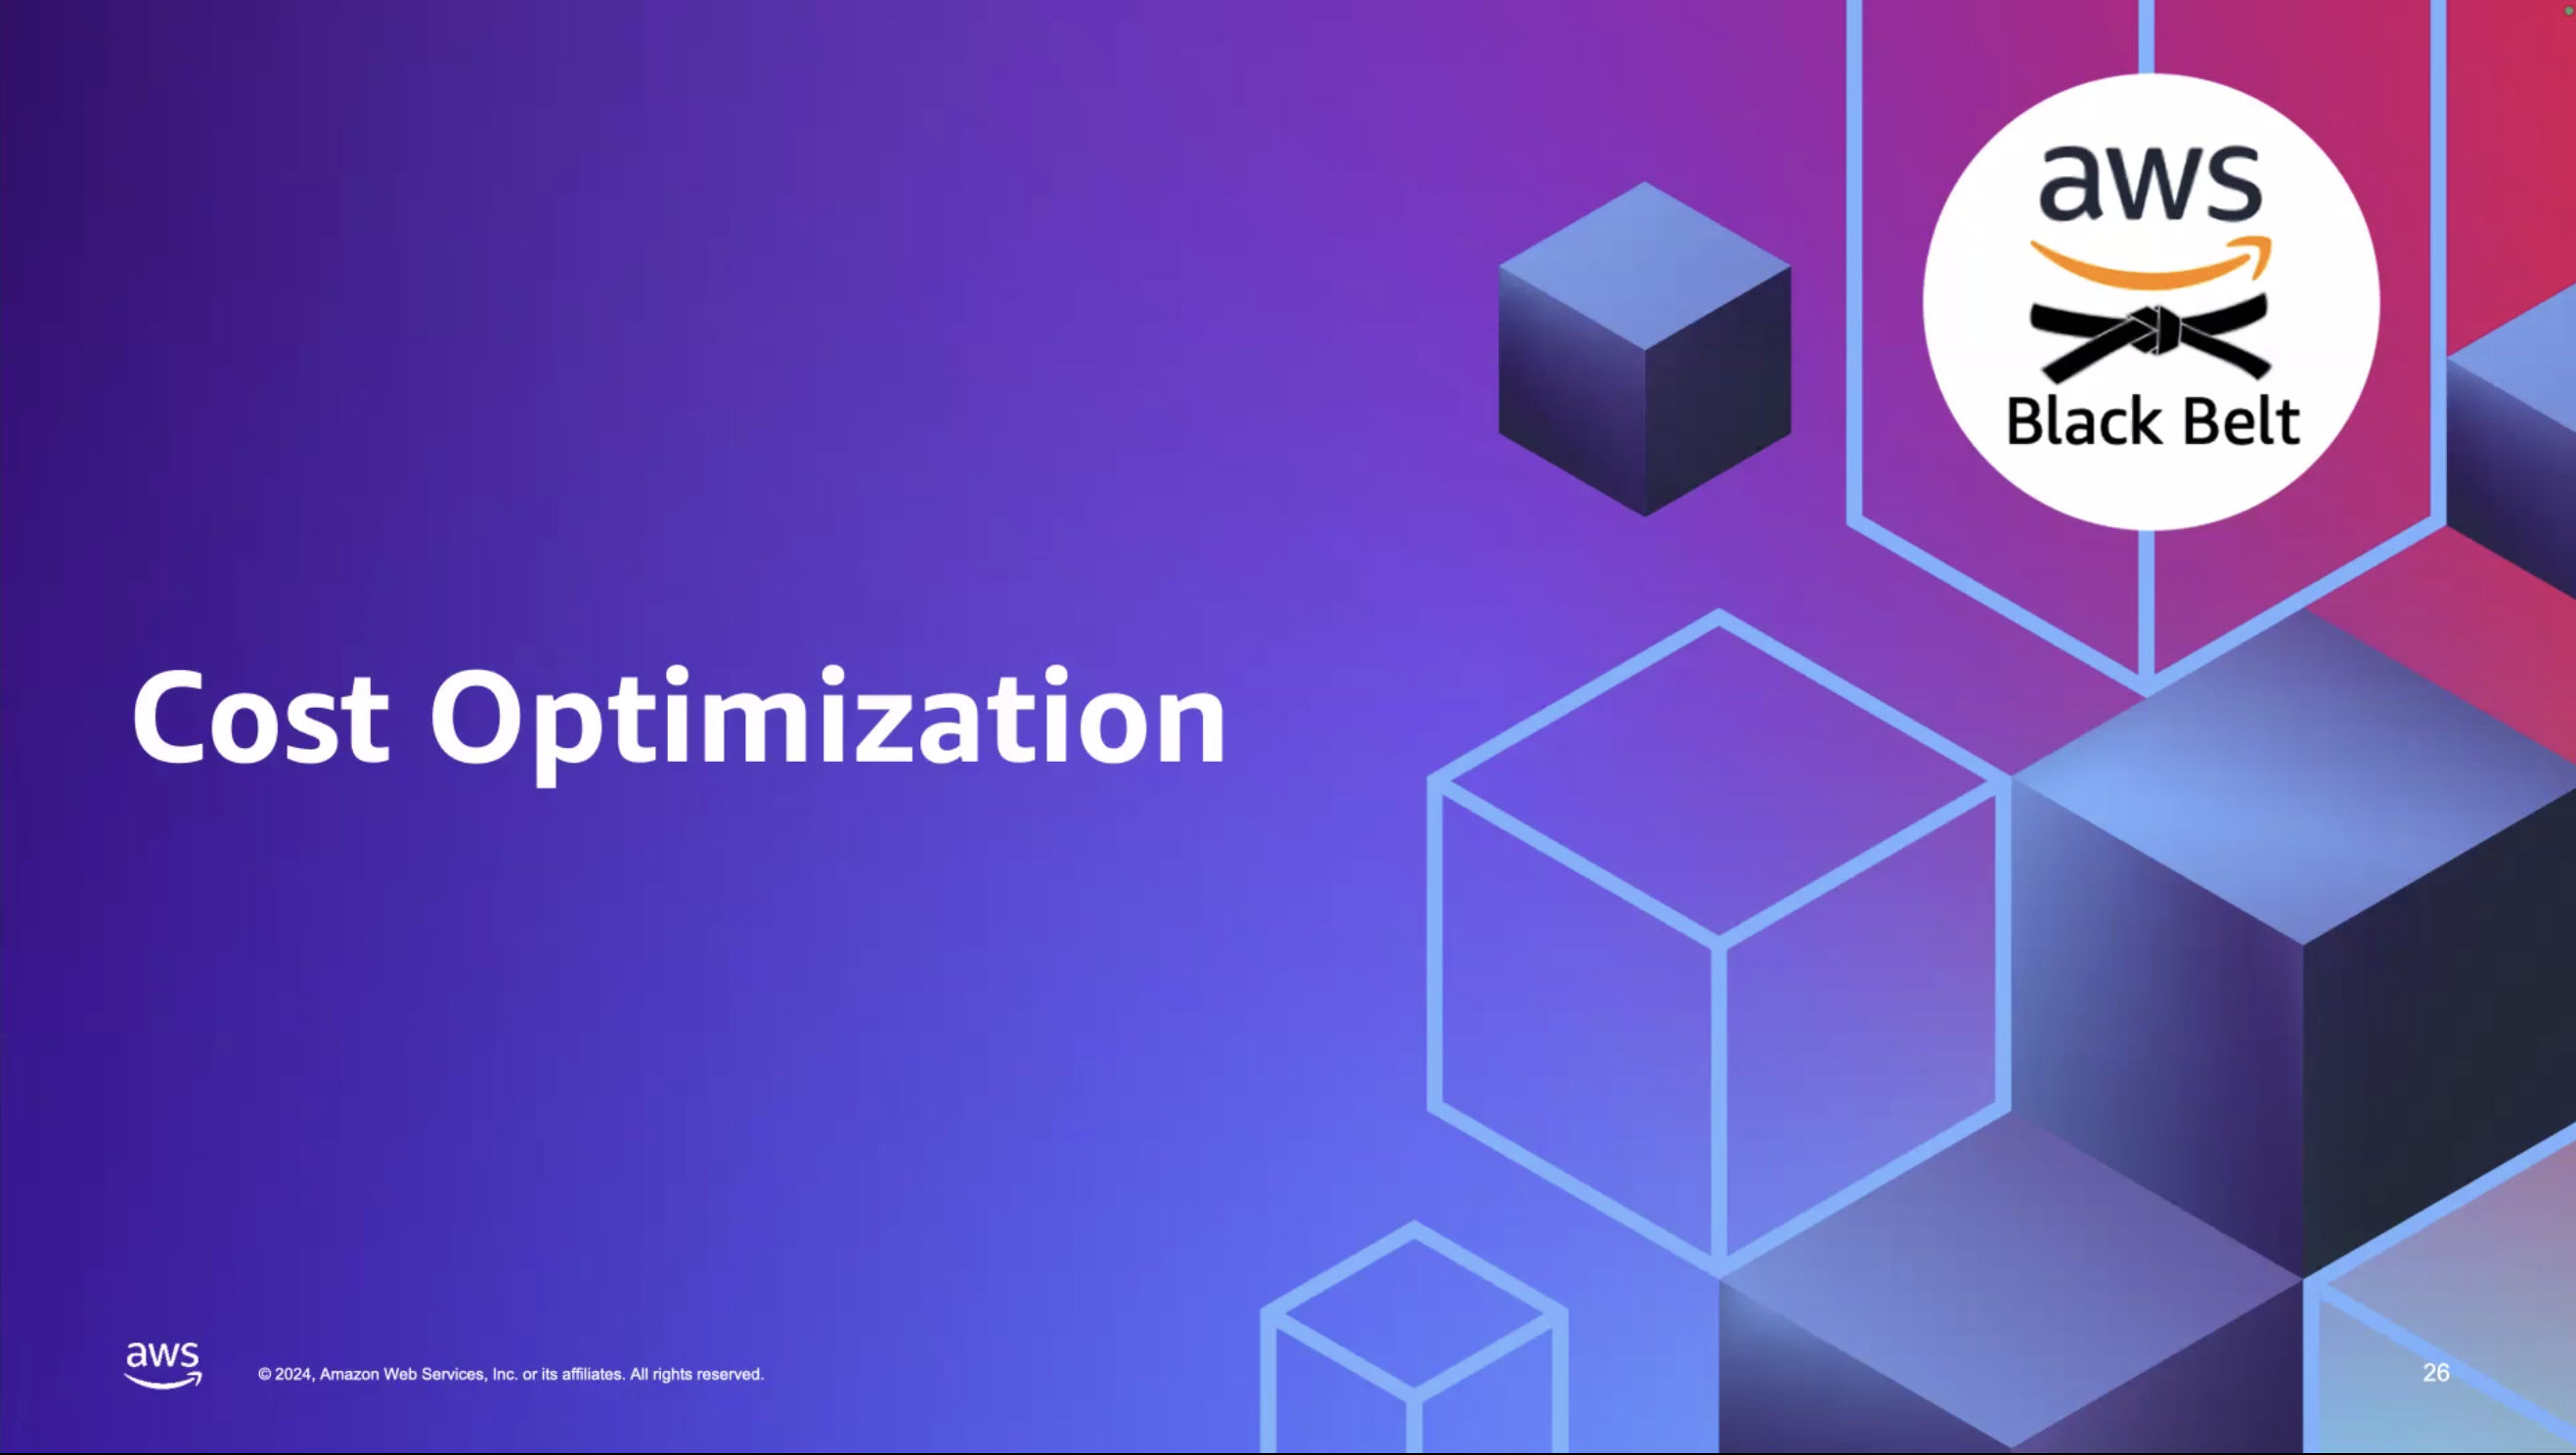 aws
Black Belt
Cost Optimization
aws
© 2024, Amazon Web Services, Inc. or its affiliates. All rights reserved.
26